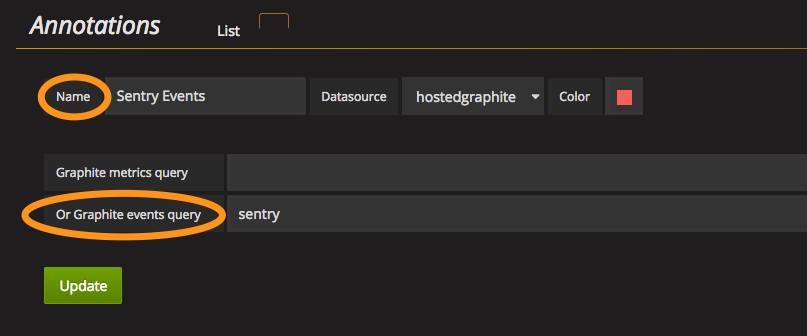 Annotations List
Name Sentry Events Datasource hostedgraphite Color
Graphite metrics query
Or Graphite events query sentry
Update